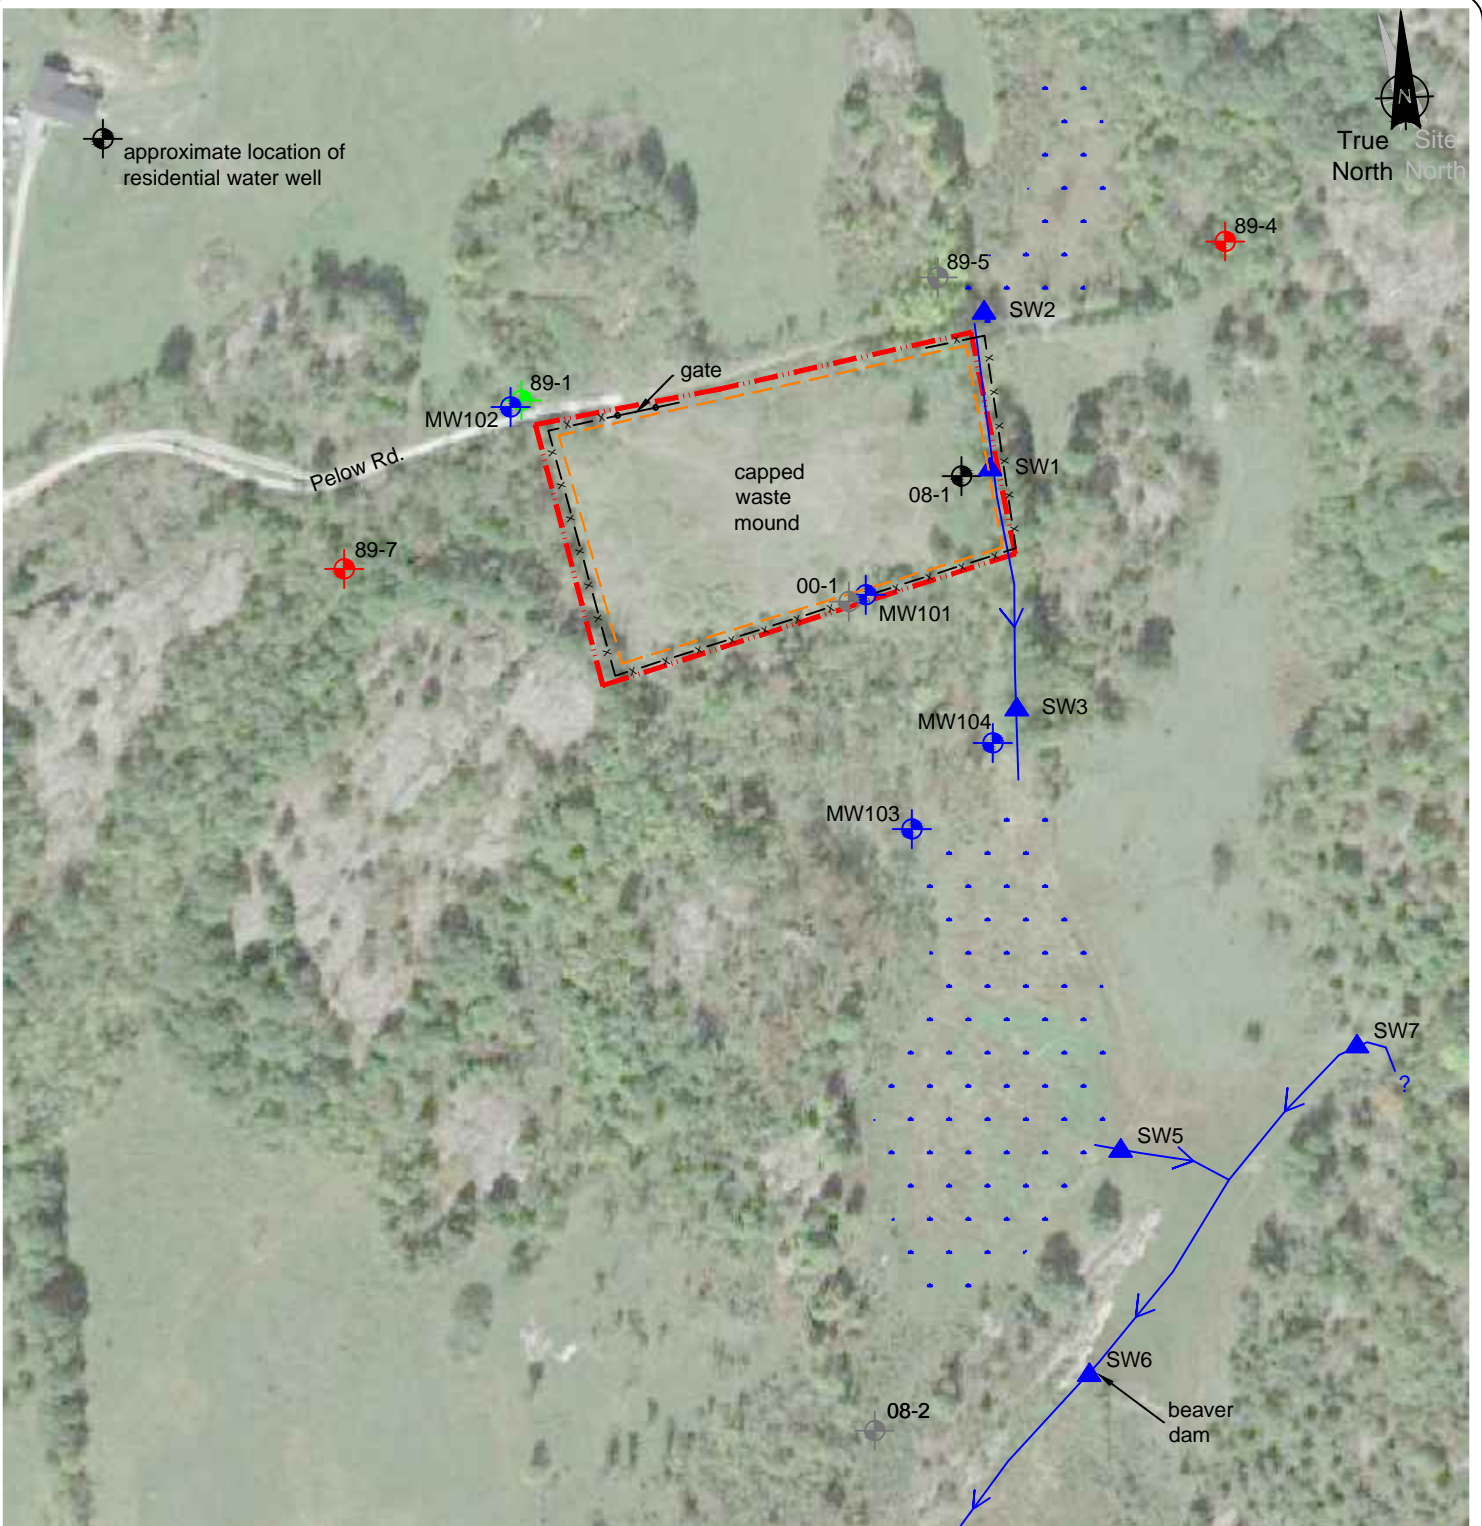 N
True Site
North North
approximate location of
residential water well
89-4
89-5
SW2
gate
89-1
MW102
Pelow Rd.
capped
waste
mound
SW1
08-1
89-7
00-1
MW101
SW3
MW104
MW103
SW7
?
SW5
SW6
beaver
dam
08-2